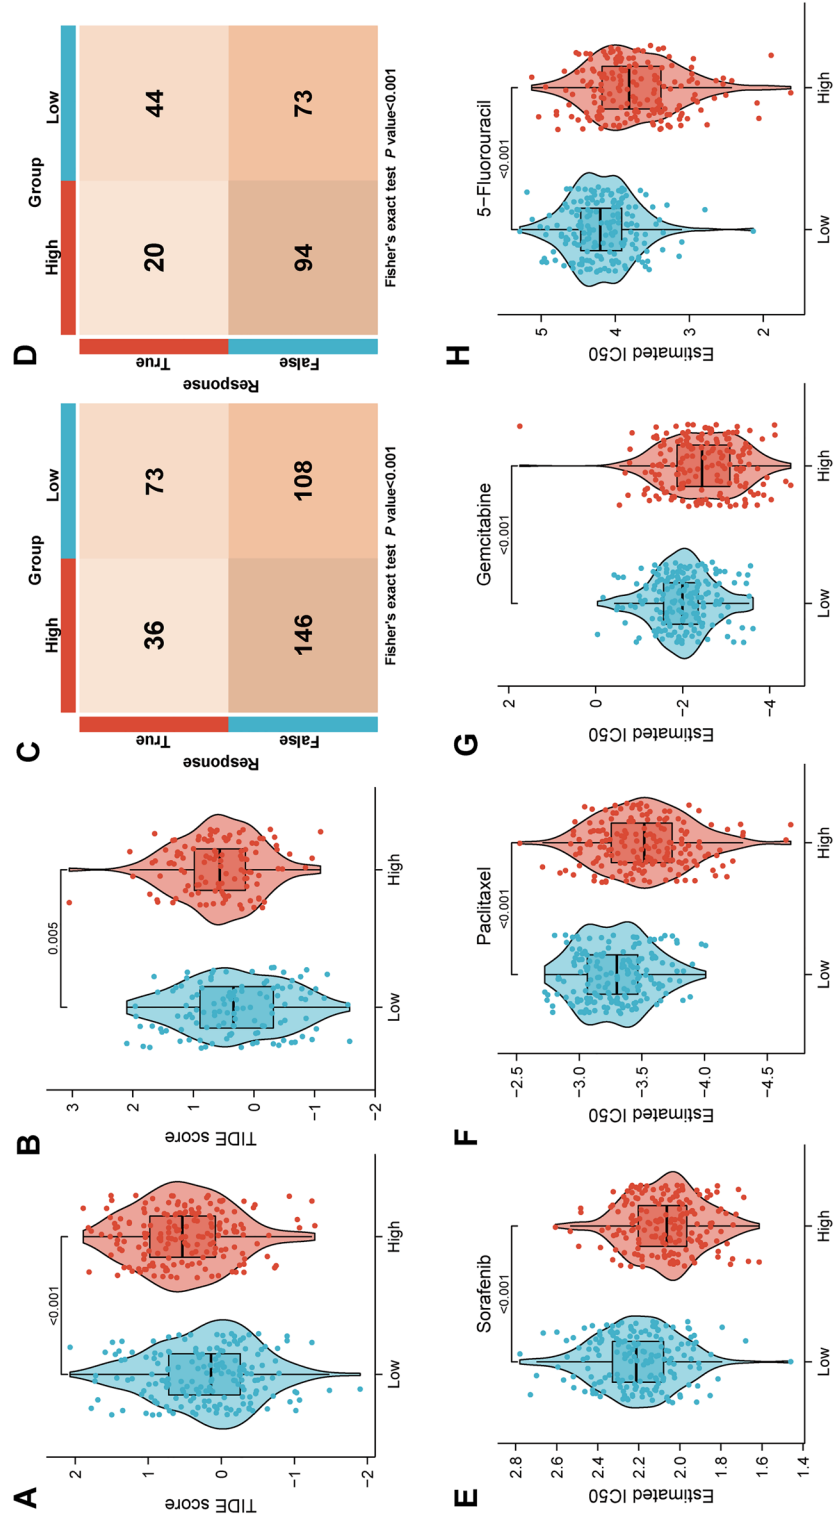 A
TIDE score
2
1
0
−1
−2
<0.001
Low
High
B
TIDE score
3
2
1
0
−1
−2
0.005
Low
High
C
Group
High
Low
Response
True
False
36
73
146
108
Fisher's exact test P value<0.001
D
Group
High
Low
Response
True
False
20
44
94
73
Fisher's exact test P value<0.001
E
Sorafenib
<0.001
Estimated IC50
2.8
2.6
2.4
2.2
2.0
1.8
1.6
1.4
Low
High
F
Paclitaxel
<0.001
Estimated IC50
−2.5
−3.0
−3.5
−4.0
−4.5
Low
High
G
Gemcitabine
<0.001
Estimated IC50
2
0
−2
−4
Low
High
H
5−Fluorouracil
<0.001
Estimated IC50
5
4
3
2
Low
High